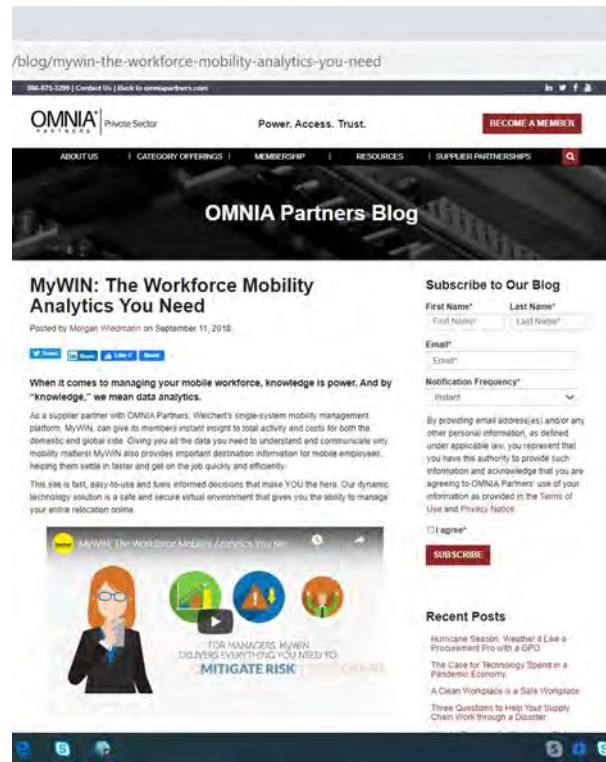 /blog/mywin-the-workforce-mobility-analytics-you-need
866-875-3299 | Contact Us | Back to omniapartners.com
OMNIA
PARTNERS
Private Sector
Power. Access. Trust.
BECOME A MEMBER
ABOUT US | CATEGORY OFFERINGS | MEMBERSHIP | RESOURCES | SUPPLIER PARTNERSHIPS
OMNIA Partners Blog
MyWIN: The Workforce Mobility
Analytics You Need
Posted by Morgan Wiedmann on September 11, 2018
Tweet Share Like Share
When it comes to managing your mobile workforce, knowledge is power. And by
“knowledge,” we mean data analytics.
As a supplier partner with OMNIA Partners, Weichert's single-system mobility management
platform, MyWIN, can give its members instant insight to total activity and costs for both the
domestic and global side. Giving you all the data you need to understand and communicate why
mobility matters! MyWIN also provides important destination information for mobile employees,
helping them settle in faster and get on the job quickly and efficiently.
This site is fast, easy-to-use and fuels informed decisions that make YOU the hero. Our dynamic
technology solution is a safe and secure virtual environment that gives you the ability to manage
your entire relocation online.
MyWIN: The Workforce Mobility Analytics You Nee
FOR MANAGERS, MyWIN
DELIVERS EVERYTHING YOU NEED TO
MITIGATE RISK
Subscribe to Our Blog
First Name* Last Name*
First Name* Last Name*
Email*
Email*
Notification Frequency*
Instant
By providing email address(es) and/or any
other personal information, as defined
under applicable law, you represent that
you have the authority to provide such
information and acknowledge that you are
agreeing to OMNIA Partners' use of your
information as provided in the Terms of
Use and Privacy Notice.
I agree*
SUBSCRIBE
Recent Posts
Hurricane Season: Weather it Like a
Procurement Pro with a GPO
The Case for Technology Spend in a
Pandemic Economy
A Clean Workplace is a Safe Workplace
Three Questions to Help Your Supply
Chain Work through a Disaster